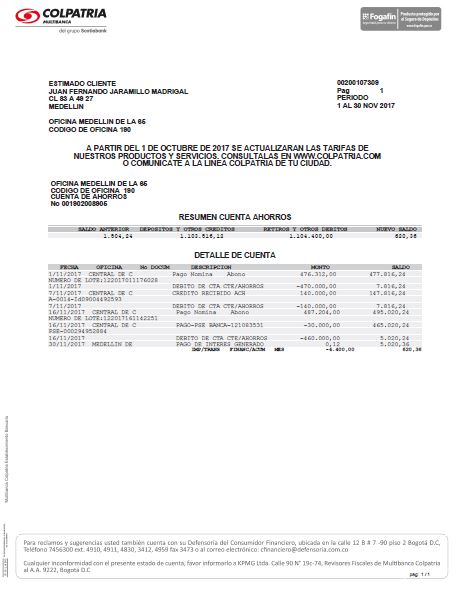 COLPATRIA
MULTIBANCA
del grupo Scotiabank
Fogafín
Producto protegido por
el Seguro de Depósitos
www.fogafin.gov.co
ESTIMADO CLIENTE
JUAN FERNANDO JARAMILLO MADRIGAL
CL 83 A 49 27
MEDELLIN
00200107309
Pag 1
PERIODO
1 AL 30 NOV 2017
OFICINA MEDELLIN DE LA 65
CODIGO DE OFICINA 190
A PARTIR DEL 1 DE OCTUBRE DE 2017 SE ACTUALIZARAN LAS TARIFAS DE
NUESTROS PRODUCTOS Y SERVICIOS. CONSULTALAS EN WWW.COLPATRIA.COM
O COMUNICATE A LA LINEA COLPATRIA DE TU CIUDAD.
OFICINA MEDELLIN DE LA 65
CODIGO DE OFICINA 190
CUENTA DE AHORROS
No 001902008805
RESUMEN CUENTA AHORROS
SALDO ANTERIOR DEPOSITOS Y OTROS CREDITOS RETIROS Y OTROS DEBITOS NUEVO SALDO
1.504,24 1.103.516,12 1.104.400,00 620,36
DETALLE DE CUENTA
FECHA OFICINA No DOCUM DESCRIPCION MONTO SALDO
1/11/2017 CENTRAL DE C Pago Nomina Abono 476.312,00 477.816,24
NUMERO DE LOTE:122017011176028
1/11/2017 DEBITO DE CTA CTE/AHORROS -470.000,00 7.816,24
7/11/2017 CENTRAL DE C CREDITO RECIBIDO ACH 140.000,00 147.816,24
A-0014-Id09004492593
7/11/2017 DEBITO DE CTA CTE/AHORROS -140.000,00 7.816,24
16/11/2017 CENTRAL DE C Pago Nomina Abono 487.204,00 495.020,24
NUMERO DE LOTE:122017161142251
16/11/2017 CENTRAL DE C PAGO-PSE BANCA-121083531 -30.000,00 465.020,24
PSE-000294952884
16/11/2017 DEBITO DE CTA CTE/AHORROS -460.000,00 5.020,24
30/11/2017 MEDELLIN DE PAGO DE INTERES GENERADO 0,12 5.020,36
IMP/TRANS FINANC/ACUM MES -4.400,00 620,36
Multibanca Colpatria Establecimiento Bancario
Para reclamos y sugerencias usted también cuenta con su Defensoría del Consumidor Financiero, ubicada en la calle 12 B # 7 -90 piso 2 Bogotá D.C,
Teléfono 7456300 ext. 4910, 4911, 4830, 3412, 4959 fax 3473 o al correo electrónico: cfinanciero@defensoria.com.co
Cualquier inconformidad con el presente estado de cuenta, favor informarlo a KPMG Ltda. Calle 90 N° 19c-74, Revisores Fiscales de Multibanca Colpatria
al A.A. 9222, Bogotá D.C
pág 1 / 1